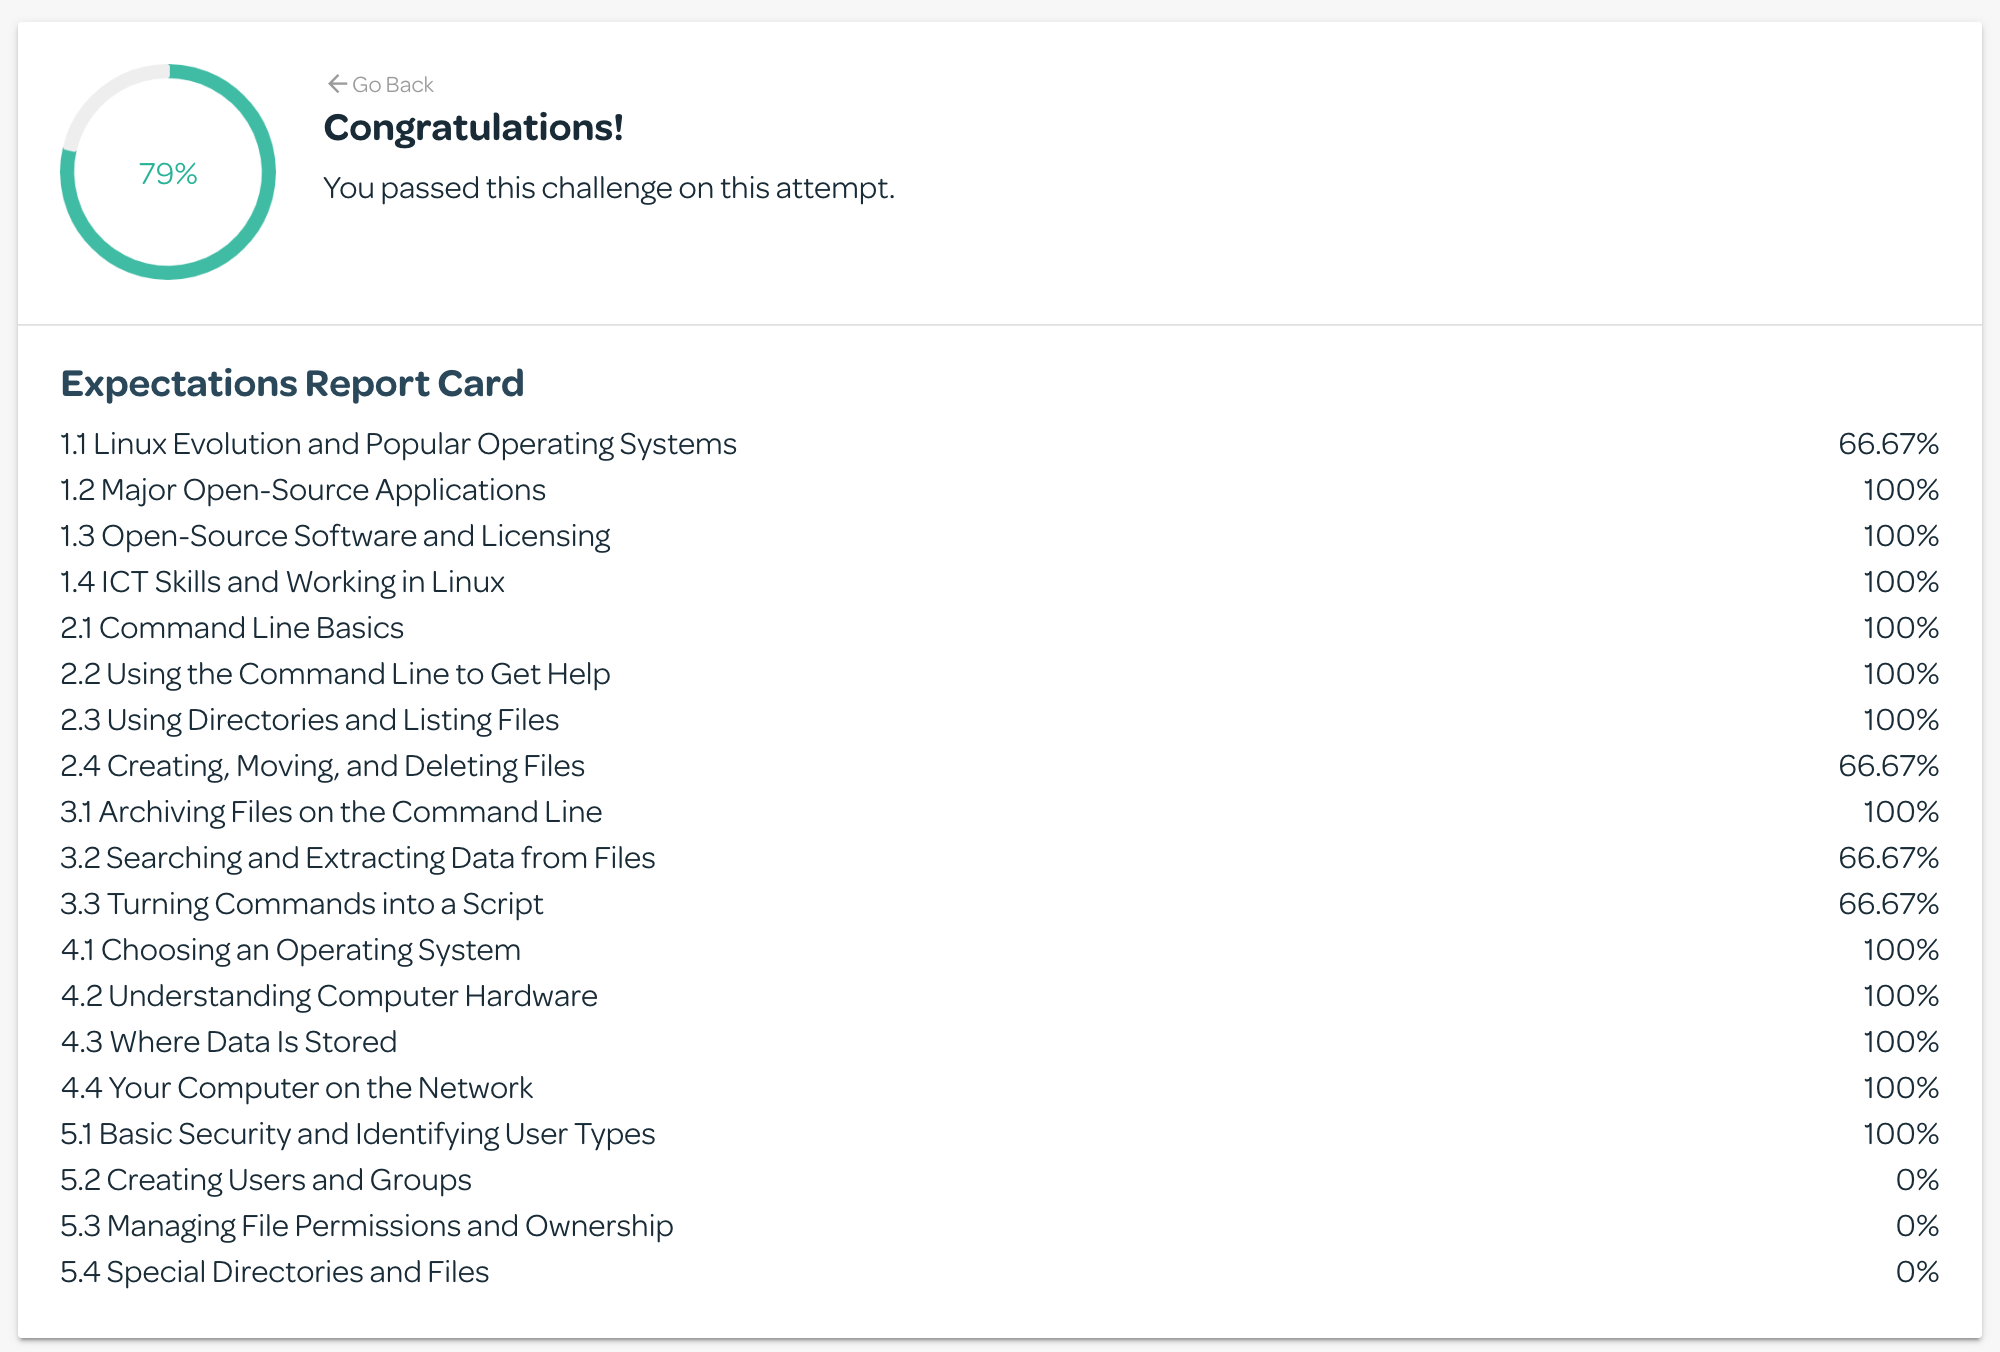 79%
Go Back
Congratulations!
You passed this challenge on this attempt.
Expectations Report Card
1.1 Linux Evolution and Popular Operating Systems 66.67%
1.2 Major Open-Source Applications 100%
1.3 Open-Source Software and Licensing 100%
1.4 ICT Skills and Working in Linux 100%
2.1 Command Line Basics 100%
2.2 Using the Command Line to Get Help 100%
2.3 Using Directories and Listing Files 100%
2.4 Creating, Moving, and Deleting Files 66.67%
3.1 Archiving Files on the Command Line 100%
3.2 Searching and Extracting Data from Files 66.67%
3.3 Turning Commands into a Script 66.67%
4.1 Choosing an Operating System 100%
4.2 Understanding Computer Hardware 100%
4.3 Where Data Is Stored 100%
4.4 Your Computer on the Network 100%
5.1 Basic Security and Identifying User Types 100%
5.2 Creating Users and Groups 0%
5.3 Managing File Permissions and Ownership 0%
5.4 Special Directories and Files 0%